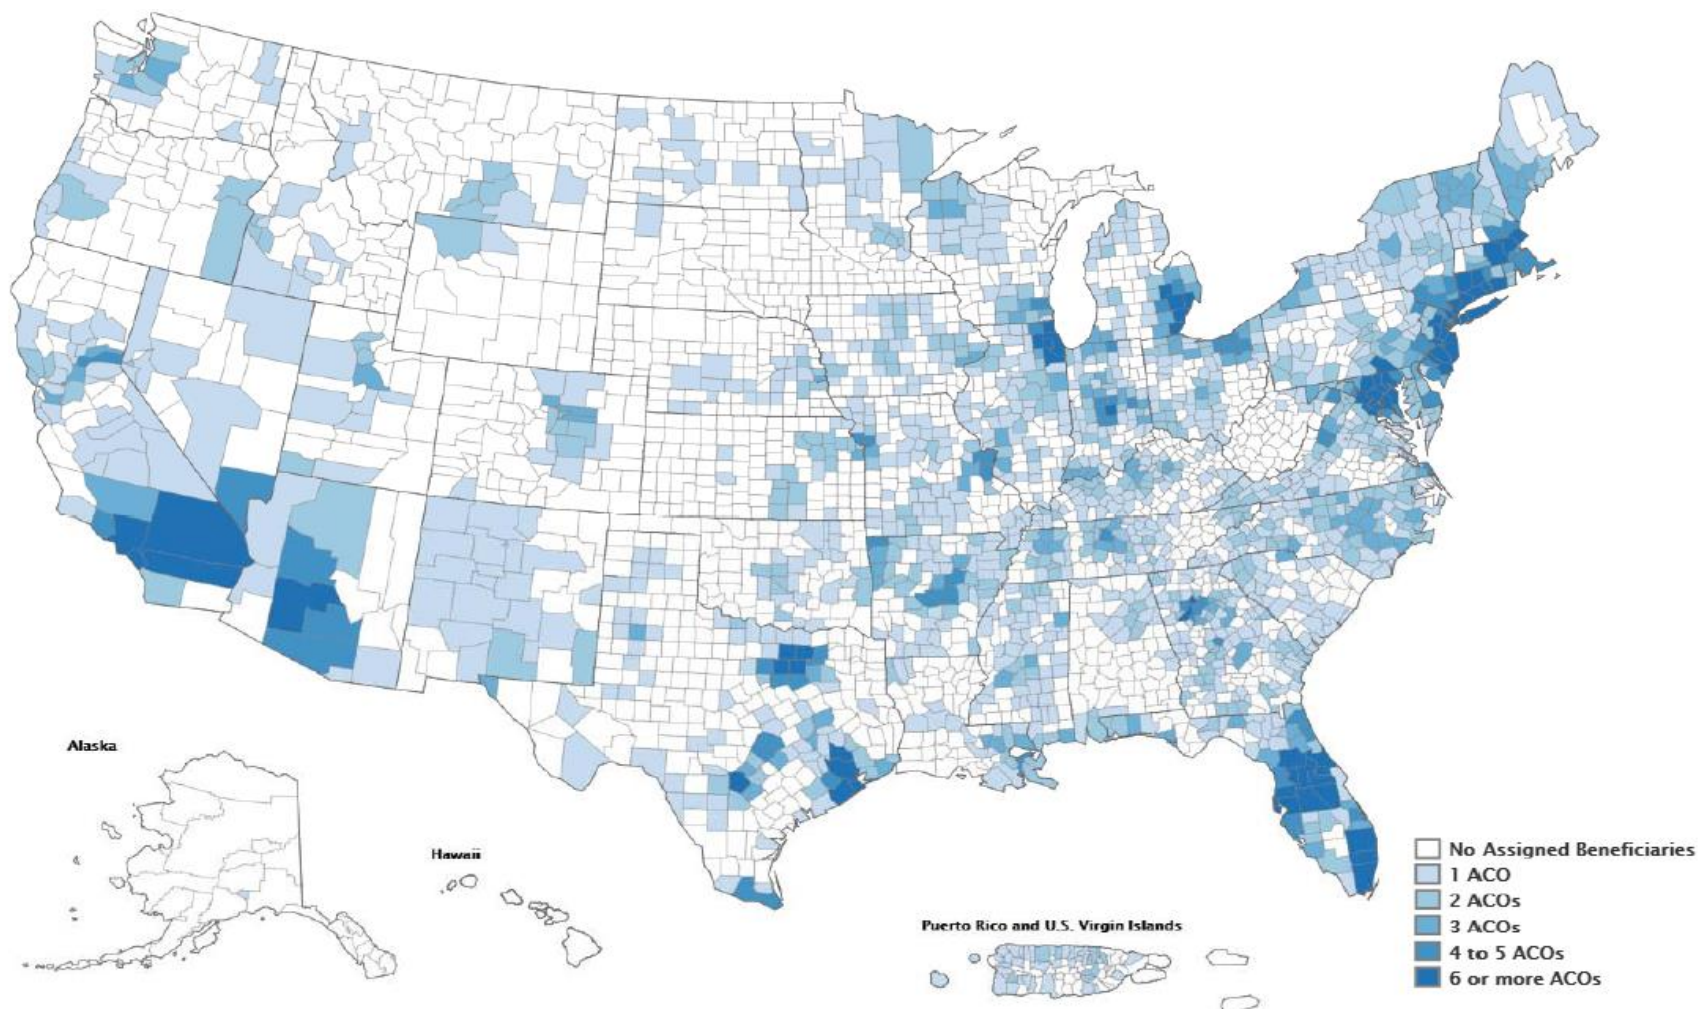 Alaska
Hawaii
Puerto Rico and U.S. Virgin Islands
No Assigned Beneficiaries
1 ACO
2 ACOs
3 ACOs
4 to 5 ACOs
6 or more ACOs